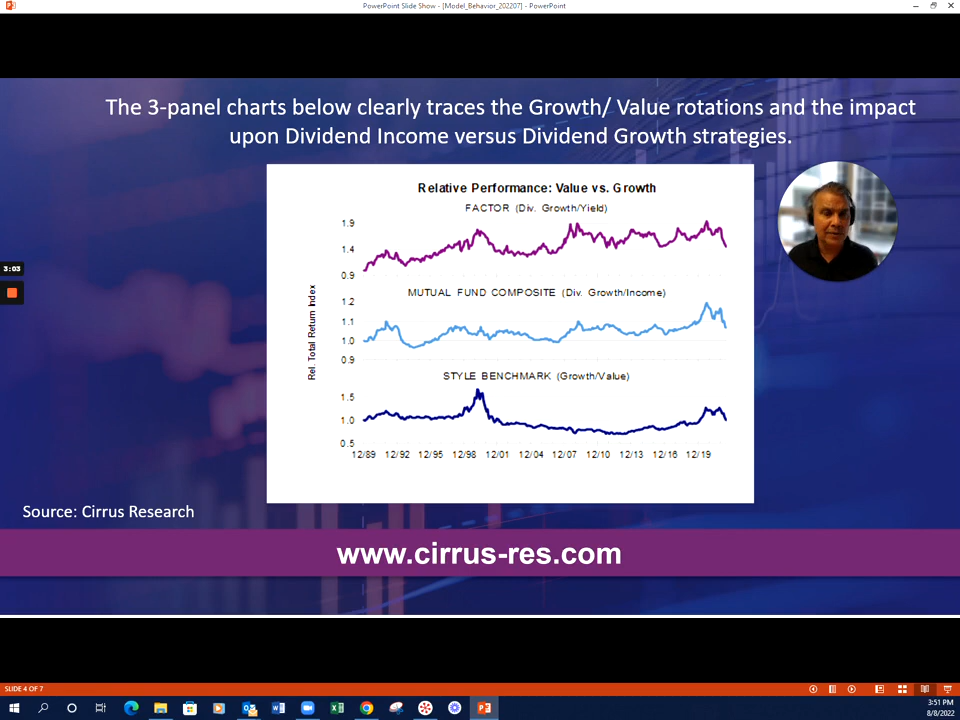 PowerPoint Slide Show - [Model_Behavior_202207] - PowerPoint
The 3-panel charts below clearly traces the Growth/ Value rotations and the impact
upon Dividend Income versus Dividend Growth strategies.
Relative Performance: Value vs. Growth
FACTOR (Div. Growth/Yield)
1.9
1.4
0.9
3:03
MUTUAL FUND COMPOSITE (Div. Growth/Income)
1.2
1.1
1.0
0.9
Rel. Total Return Index
STYLE BENCHMARK (Growth/Value)
1.5
1.0
0.5
12/89 12/92 12/95 12/98 12/01 12/04 12/07 12/10 12/13 12/16 12/19
Source: Cirrus Research
www.cirrus-res.com
SLIDE 4 OF 7
3:51 PM
8/8/2022